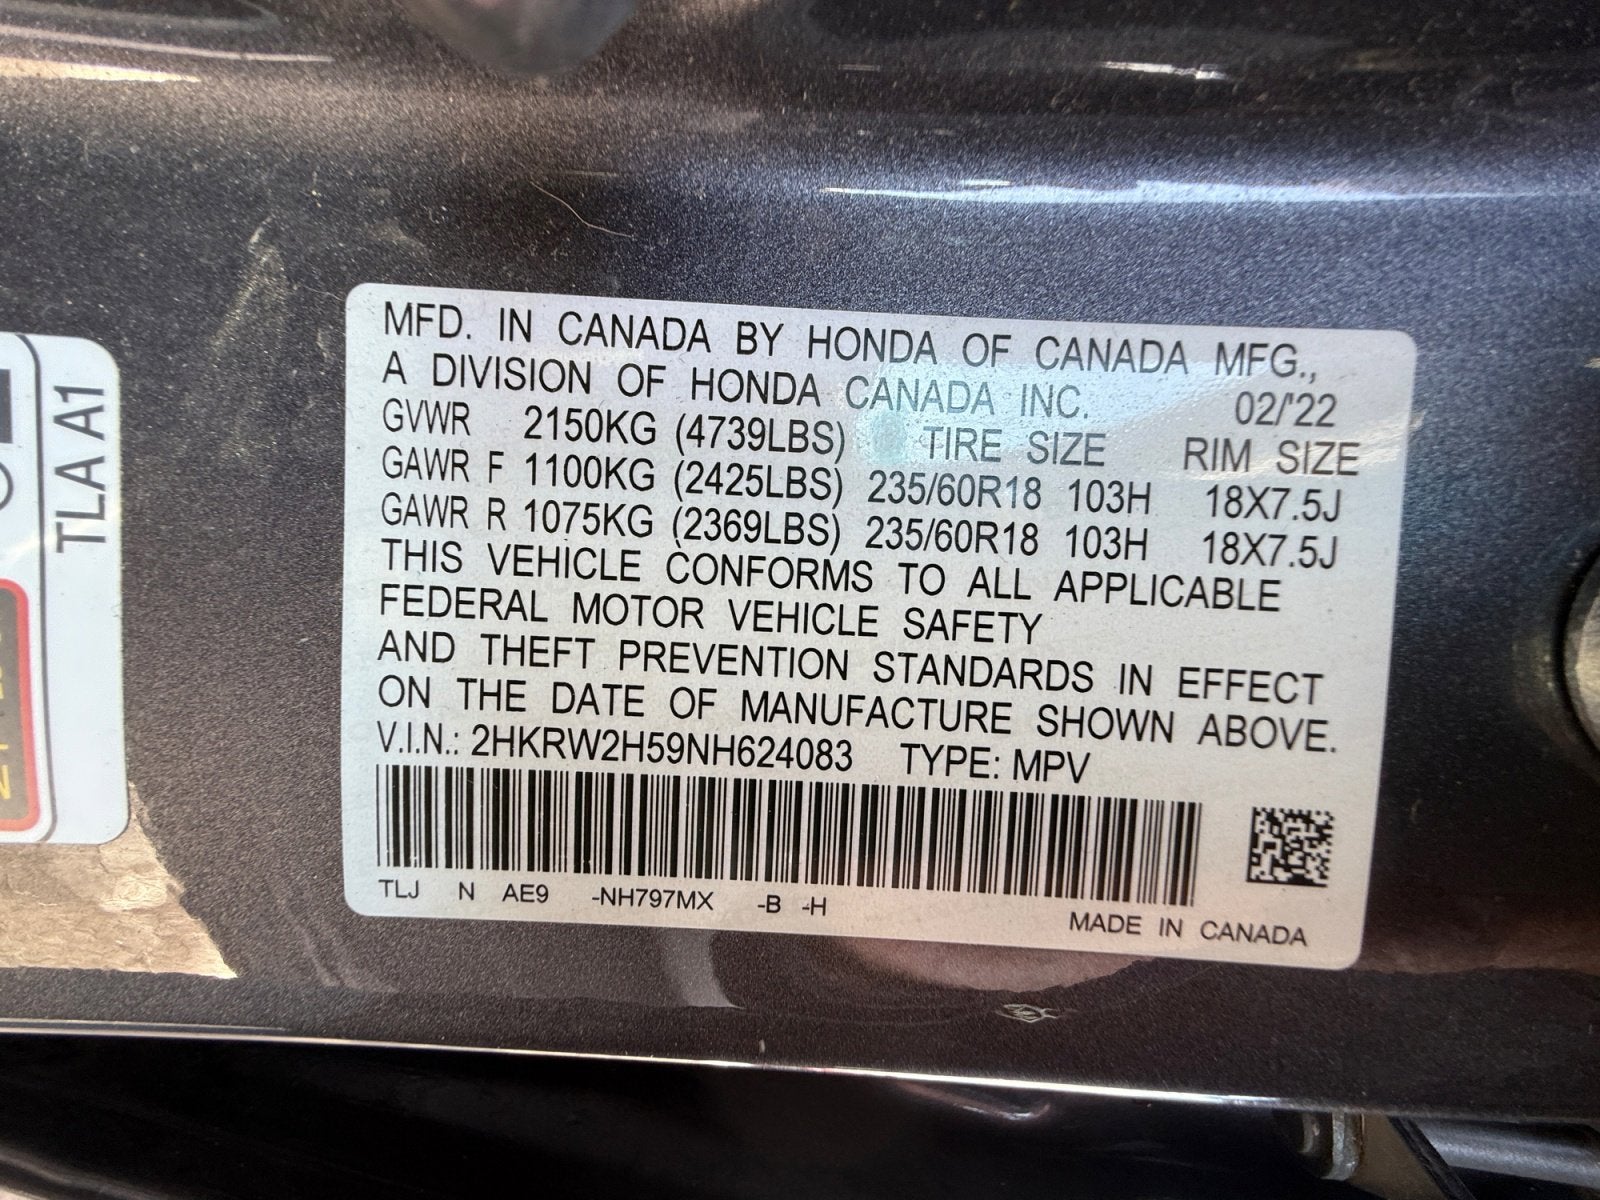 MFD. IN CANADA BY HONDA OF CANADA MFG.,
A DIVISION OF HONDA CANADA INC. 02/'22
GVWR 2150KG (4739LBS) TIRE SIZE RIM SIZE
GAWR F 1100KG (2425LBS) 235/60R18 103H 18X7.5J
GAWR R 1075KG (2369LBS) 235/60R18 103H 18X7.5J
THIS VEHICLE CONFORMS TO ALL APPLICABLE
FEDERAL MOTOR VEHICLE SAFETY
AND THEFT PREVENTION STANDARDS IN EFFECT
ON THE DATE OF MANUFACTURE SHOWN ABOVE.
V.I.N.: 2HKRW2H59NH624083 TYPE: MPV
TLJ N AE9 -NH797MX -B -H
MADE IN CANADA
TLA A1